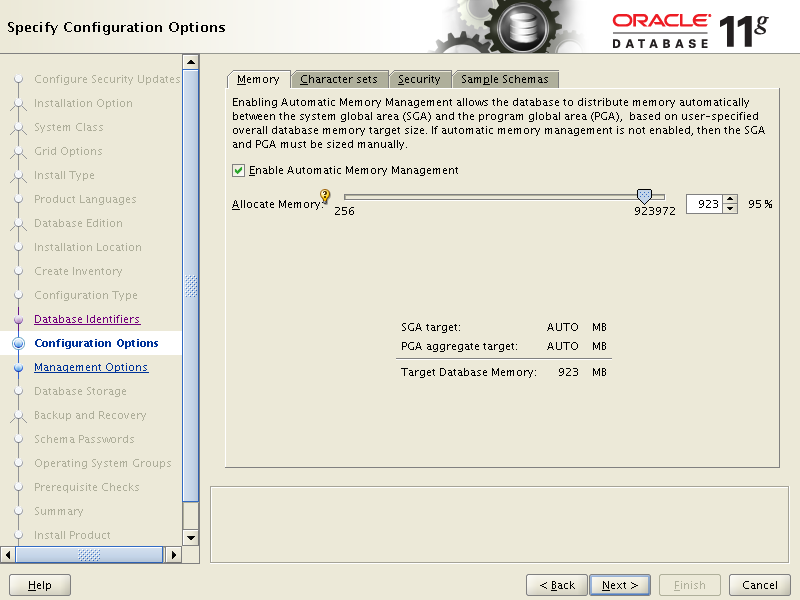 Specify Configuration Options
ORACLE
DATABASE
11g
Configure Security Updates
Installation Option
System Class
Grid Options
Install Type
Product Languages
Database Edition
Installation Location
Create Inventory
Configuration Type
Database Identifiers
Configuration Options
Management Options
Database Storage
Backup and Recovery
Schema Passwords
Operating System Groups
Prerequisite Checks
Summary
Install Product
Memory Character sets Security Sample Schemas
Enabling Automatic Memory Management allows the database to distribute memory automatically
between the system global area (SGA) and the program global area (PGA), based on user-specified
overall database memory target size. If automatic memory management is not enabled, then the SGA
and PGA must be sized manually.
Enable Automatic Memory Management
Allocate Memory: 923 95 %
256 923972
SGA target: AUTO MB
PGA aggregate target: AUTO MB
Target Database Memory: 923 MB
Help < Back Next > Finish Cancel